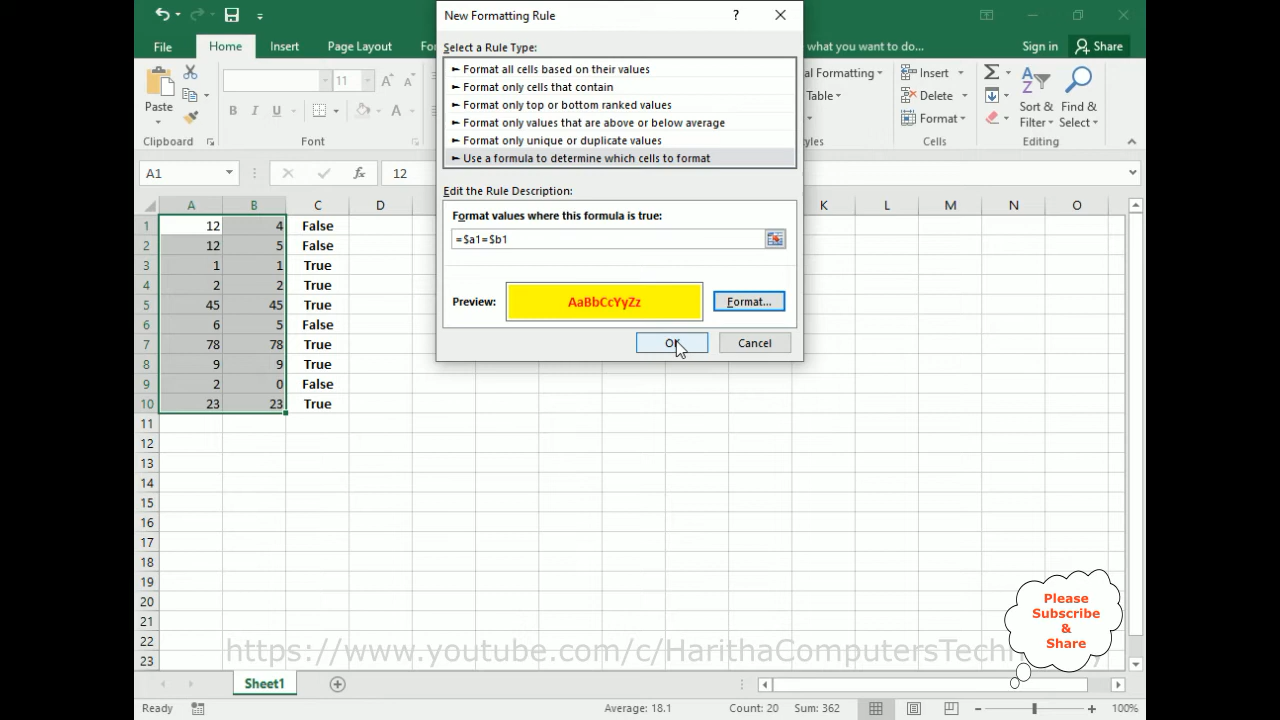 New Formatting Rule
?
File
Home
Insert
Page Layout
Fo
what you want to do...
Sign in
Share
Paste
11
B I U
A
Clipboard
al Formatting
Table
Insert
Delete
Format
Cells
Sort &
Filter
Find &
Select
Editing
Select a Rule Type:
► Format all cells based on their values
► Format only cells that contain
► Format only top or bottom ranked values
► Format only values that are above or below average
► Format only unique or duplicate values
► Use a formula to determine which cells to format
Edit the Rule Description:
Format values where this formula is true:
=$a1=$b1
Preview:
AaBbCcYyZz
Format...
OK
Cancel
A1
fx
12
A B C D K L M N O
1 12 4 False
2 12 5 False
3 1 1 True
4 2 2 True
5 45 45 True
6 6 5 False
7 78 78 True
8 9 9 True
9 2 0 False
10 23 23 True
11
12
13
14
15
16
17
18
19
20
21
22
23
Please
Subscribe
&
Share
https://www.youtube.com/c/HarithaComputersTechn
Sheet1
Ready
Average: 18.1
Count: 20
Sum: 362
100%